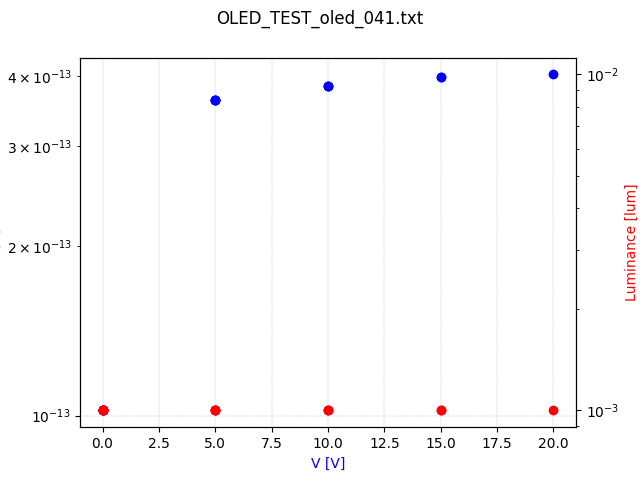 OLED_TEST_oled_041.txt
4 × 10⁻¹³
3 × 10⁻¹³
2 × 10⁻¹³
10⁻¹³
10⁻²
10⁻³
Luminance [lum]
0.0 2.5 5.0 7.5 10.0 12.5 15.0 17.5 20.0
V [V]